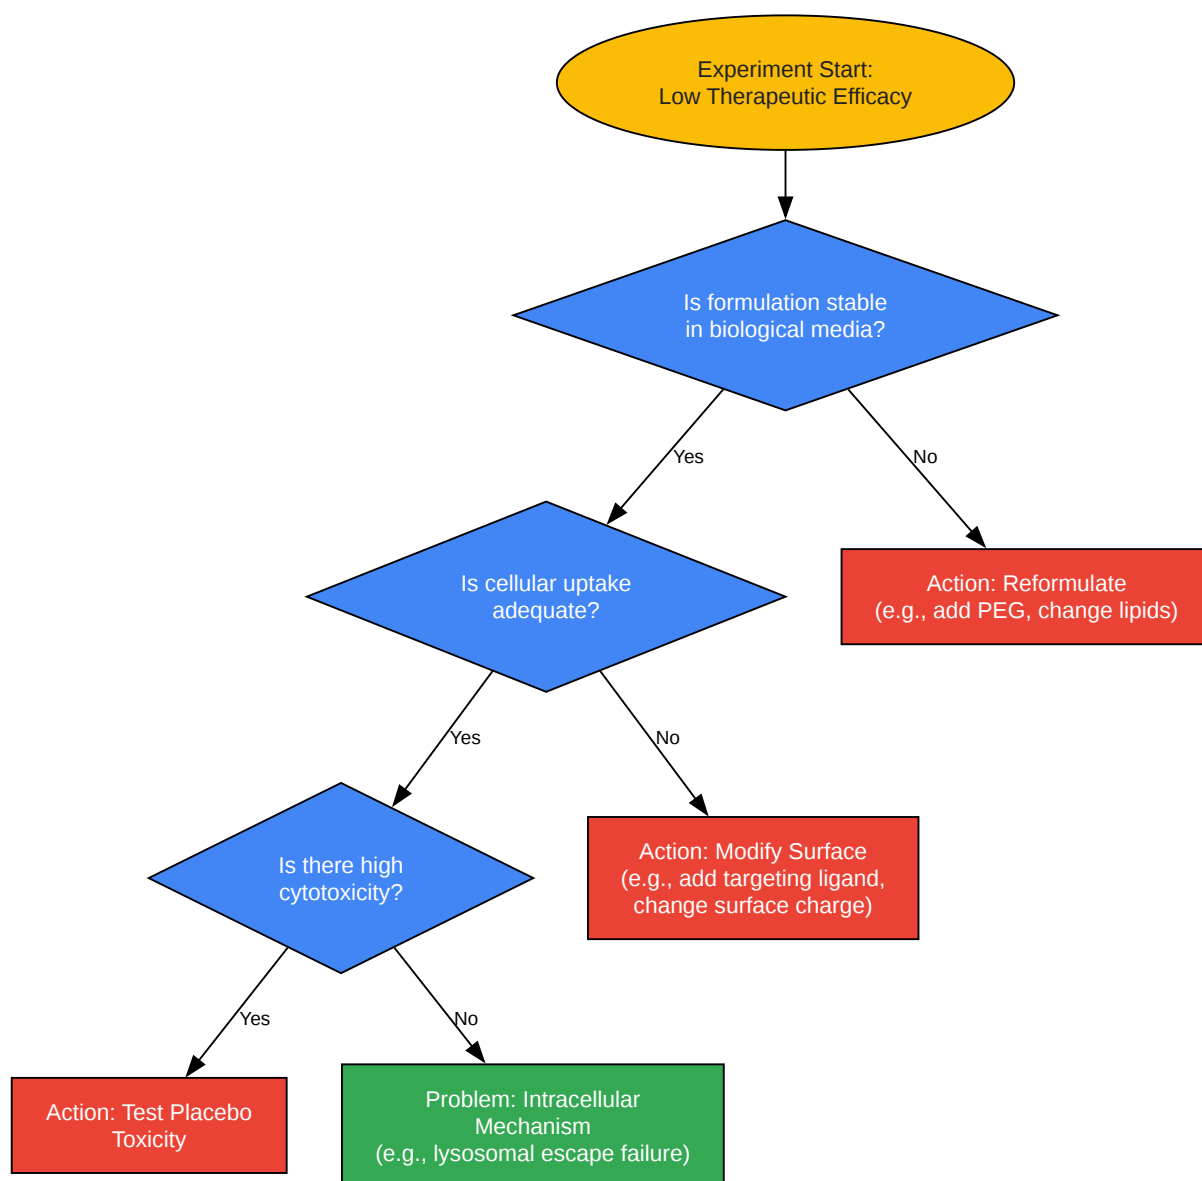 Experiment Start:
Low Therapeutic Efficacy
Is formulation stable
in biological media?
Yes
No
Is cellular uptake
adequate?
Action: Reformulate
(e.g., add PEG, change lipids)
Yes
No
Is there high
cytotoxicity?
Action: Modify Surface
(e.g., add targeting ligand,
change surface charge)
Yes
No
Action: Test Placebo
Toxicity
Problem: Intracellular
Mechanism
(e.g., lysosomal escape failure)